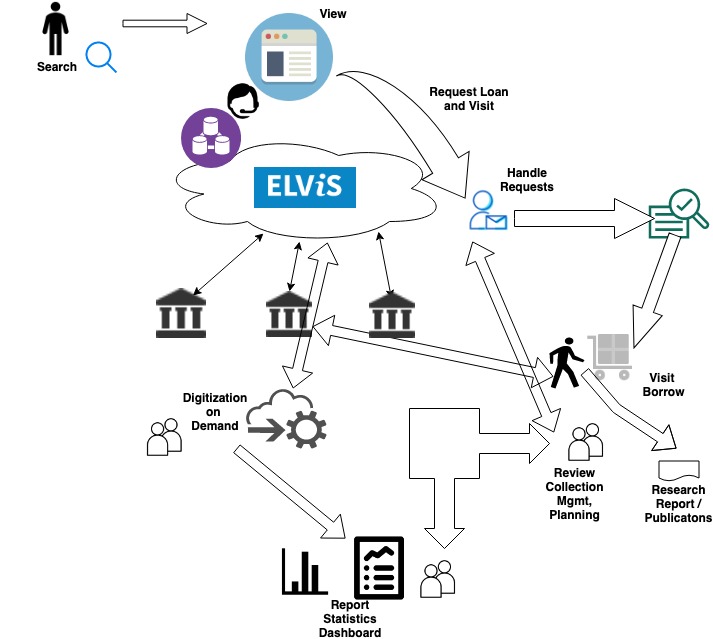 View
Search
Request Loan
and Visit
ELViS
Handle
Requests
Visit
Borrow
Digitization
on
Demand
Review
Collection
Mgmt,
Planning
Research
Report /
Publicatons
Report
Statistics
Dashboard